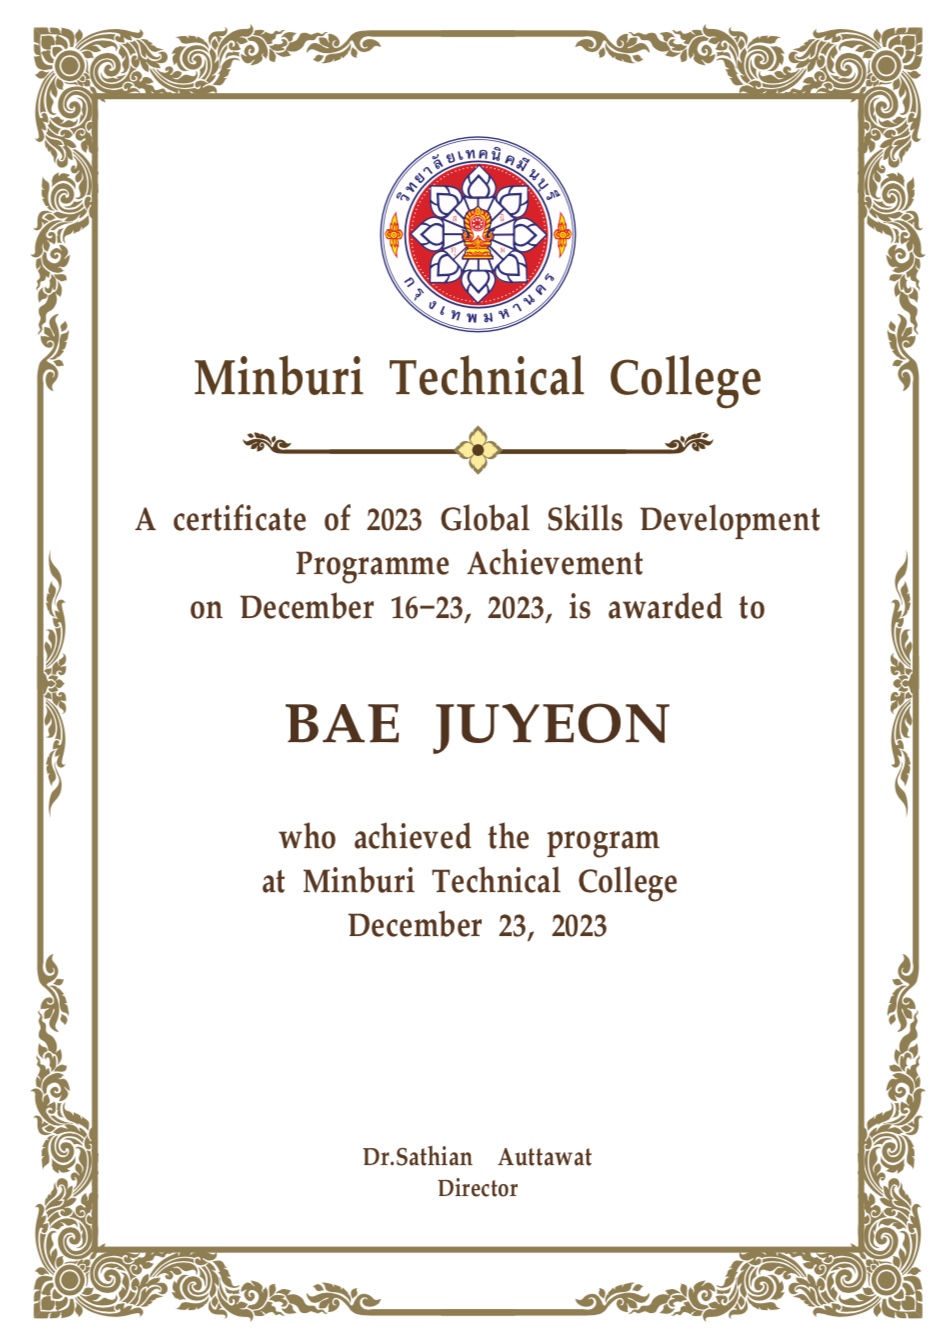 วิทยาลัยเทคนิคมีนบุรี
กรุงเทพมหานคร
Minburi Technical College
A certificate of 2023 Global Skills Development
Programme Achievement
on December 16-23, 2023, is awarded to
BAE JUYEON
who achieved the program
at Minburi Technical College
December 23, 2023
Dr.Sathian Auttawat
Director